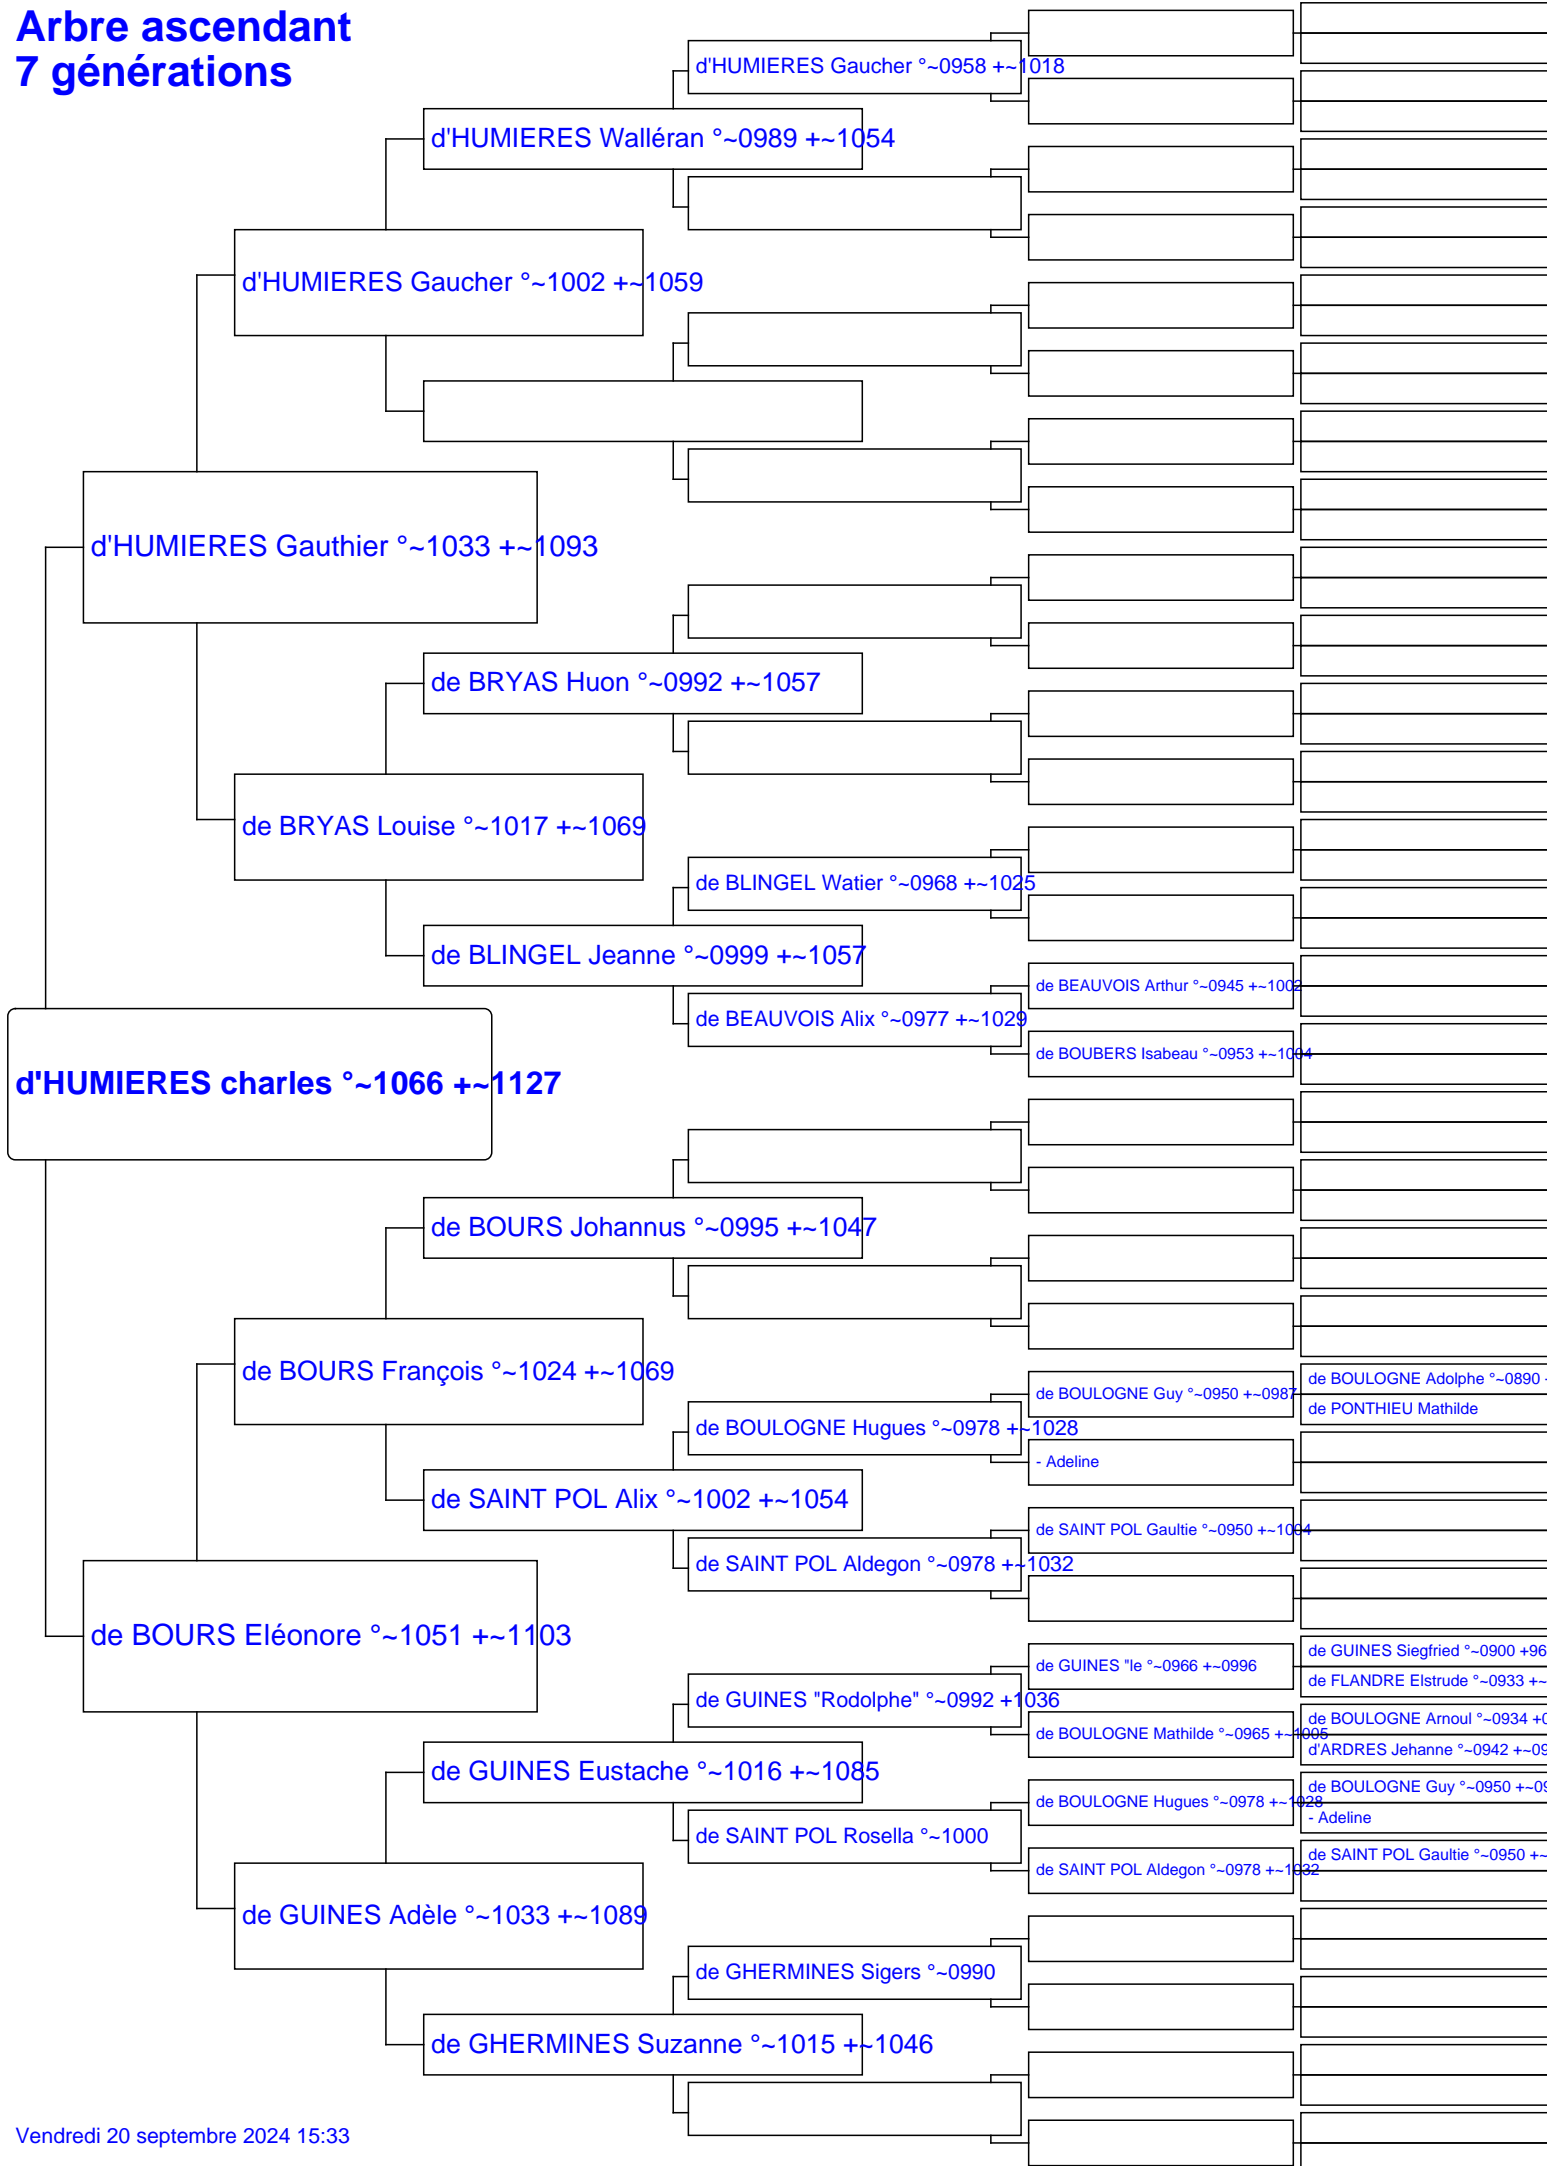 Arbre ascendant
7 générations
d'HUMIERES Gaucher °~0958 +~1018
d'HUMIERES Walléran °~0989 +~1054
d'HUMIERES Gaucher °~1002 +~1059
d'HUMIERES Gauthier °~1033 +~1093
de BRYAS Huon °~0992 +~1057
de BRYAS Louise °~1017 +~1069
de BLINGEL Watier °~0968 +~1025
de BLINGEL Jeanne °~0999 +~1057
de BEAUVOIS Arthur °~0945 +~1002
de BEAUVOIS Alix °~0977 +~1029
de BOUBERS Isabeau °~0953 +~1004
d'HUMIERES charles °~1066 +~1127
de BOURS Johannus °~0995 +~1047
de BOURS François °~1024 +~1069
de BOULOGNE Adolphe °~0890 -
de BOULOGNE Guy °~0950 +~0987
de PONTHIEU Mathilde
de BOULOGNE Hugues °~0978 +~1028
- Adeline
de SAINT POL Alix °~1002 +~1054
de SAINT POL Gaultie °~0950 +~1004
de SAINT POL Aldegon °~0978 +~1032
de BOURS Eléonore °~1051 +~1103
de GUINES Siegfried °~0900 +96
de GUINES "le °~0966 +~0996
de FLANDRE Elstrude °~0933 +~
de GUINES "Rodolphe" °~0992 +1036
de BOULOGNE Arnoul °~0934 +0
de BOULOGNE Mathilde °~0965 +~1005
d'ARDRES Jehanne °~0942 +~09
de GUINES Eustache °~1016 +~1085
de BOULOGNE Guy °~0950 +~09
de BOULOGNE Hugues °~0978 +~1028
- Adeline
de SAINT POL Rosella °~1000
de SAINT POL Gaultie °~0950 +~
de SAINT POL Aldegon °~0978 +~1032
de GUINES Adèle °~1033 +~1089
de GHERMINES Sigers °~0990
de GHERMINES Suzanne °~1015 +~1046
Vendredi 20 septembre 2024 15:33